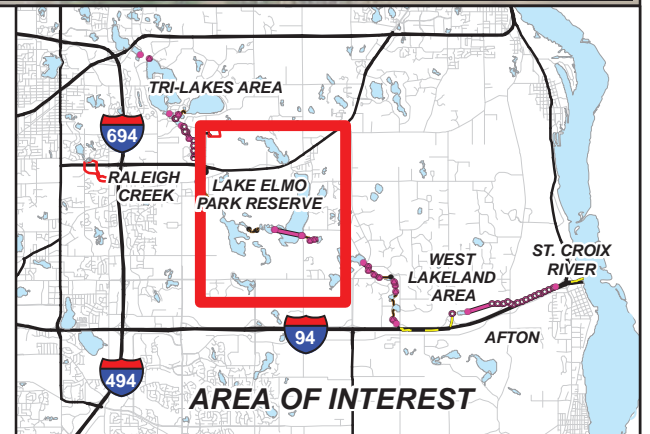 TRI-LAKES AREA
694
RALEIGH
CREEK
LAKE ELMO
PARK RESERVE
WEST
LAKELAND
AREA
ST. CROIX
RIVER
94
AFTON
494
AREA OF INTEREST